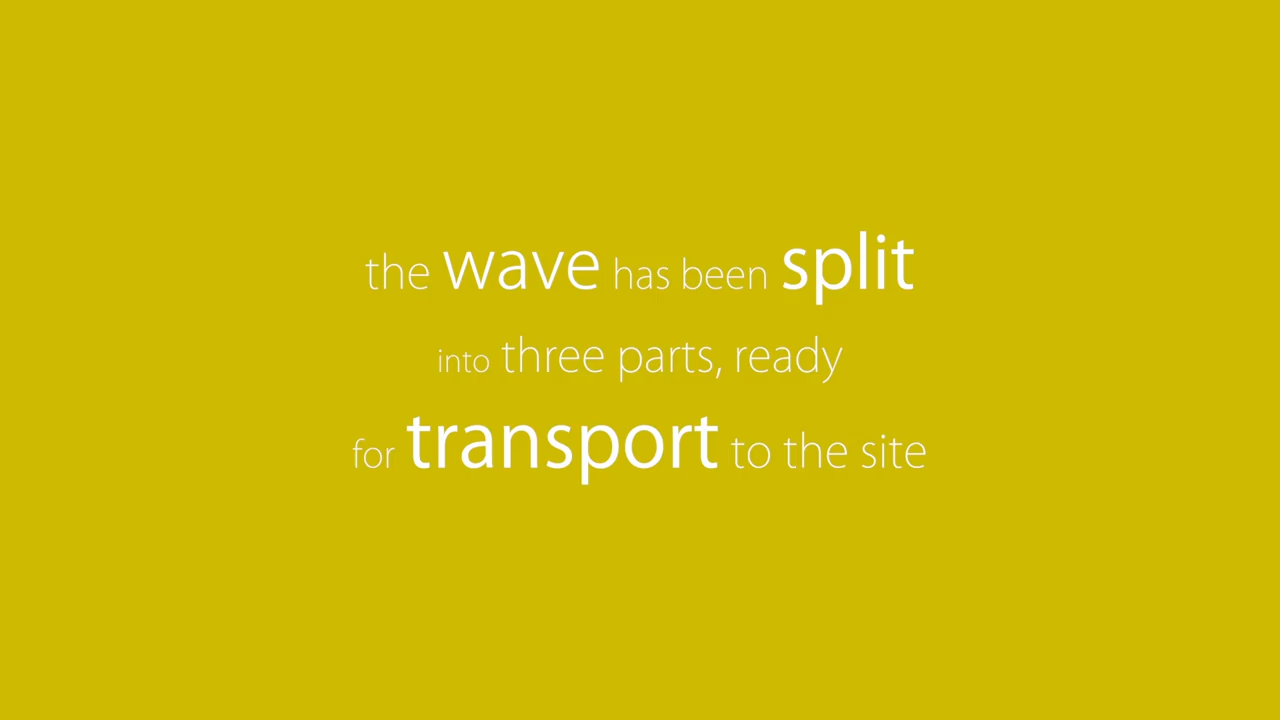 the wave has been split
into three parts, ready
for transport to the site